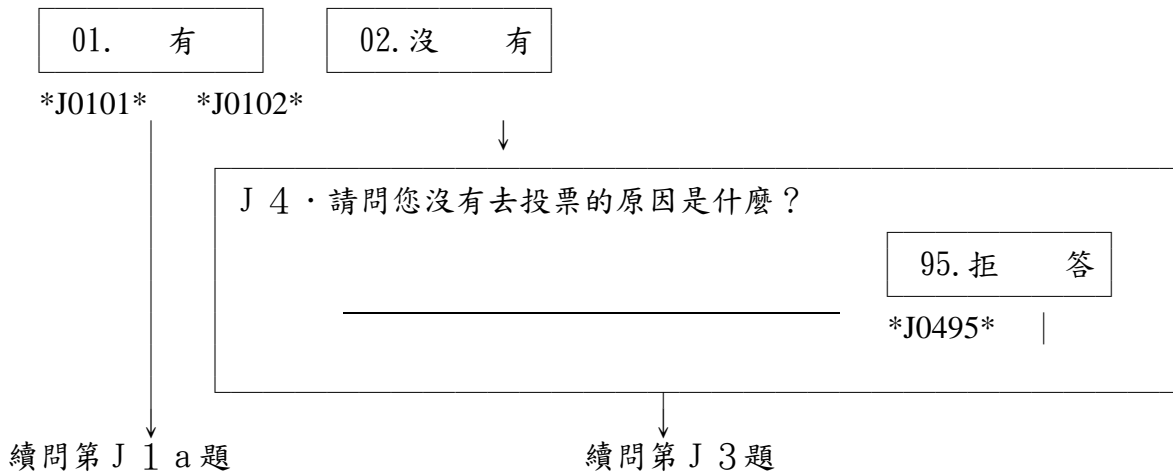 01. 有 02.沒 有
*J0101* *J0102*
J４．請問您沒有去投票的原因是什麼？
95.拒 答
*J0495* |
續問第J１a題 續問第J３題